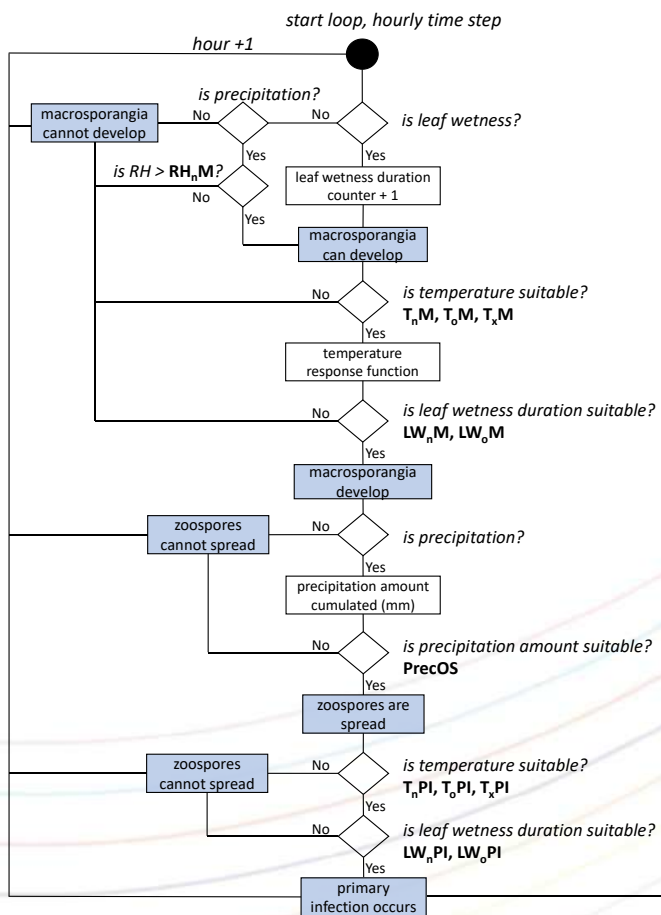 start loop, hourly time step
hour +1
is precipitation?
macrosporangia
cannot develop
No
No
is leaf wetness?
Yes
Yes
is RH > RHnM?
No
leaf wetness duration
counter + 1
Yes
macrosporangia
can develop
No
is temperature suitable?
TnM, ToM, TxM
Yes
temperature
response function
No
is leaf wetness duration suitable?
LWnM, LWoM
Yes
macrosporangia
develop
zoospores
cannot spread
No
is precipitation?
Yes
precipitation amount
cumulated (mm)
No
is precipitation amount suitable?
PrecOS
Yes
zoospores are
spread
zoospores
cannot spread
No
is temperature suitable?
TnPI, ToPI, TxPI
Yes
No
is leaf wetness duration suitable?
LWnPI, LWoPI
Yes
primary
infection occurs